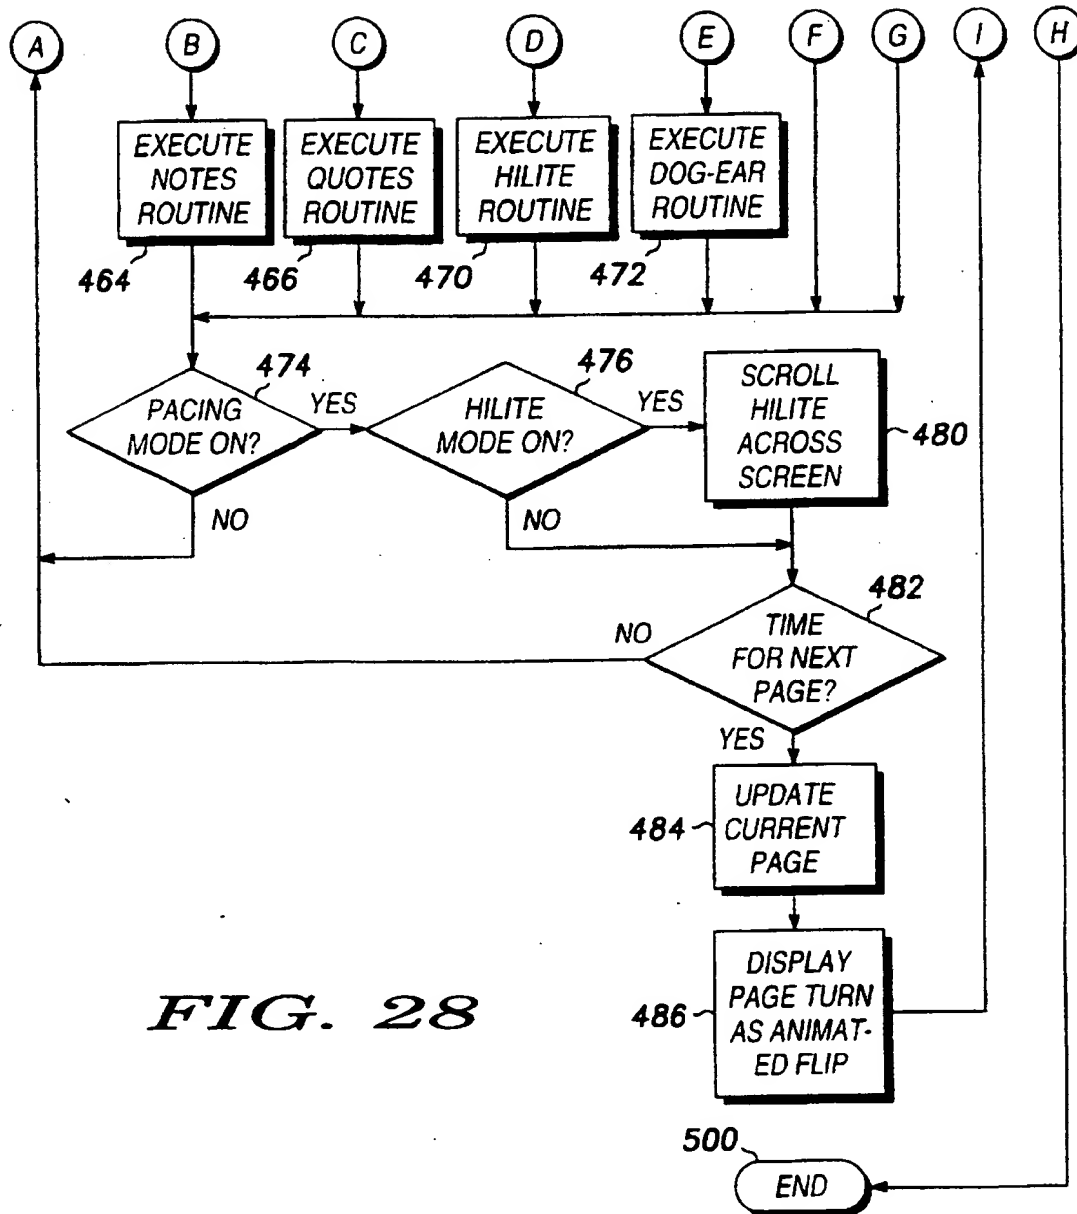 A B C D E F G I H
EXECUTE
NOTES
ROUTINE
464
EXECUTE
QUOTES
ROUTINE
466
EXECUTE
HILITE
ROUTINE
470
EXECUTE
DOG-EAR
ROUTINE
472
PACING
MODE ON?
474
YES
NO
HILITE
MODE ON?
476
YES
NO
SCROLL
HILITE
ACROSS
SCREEN
480
TIME
FOR NEXT
PAGE?
482
NO
YES
UPDATE
CURRENT
PAGE
484
DISPLAY
PAGE TURN
AS ANIMAT-
ED FLIP
486
FIG. 28
500
END